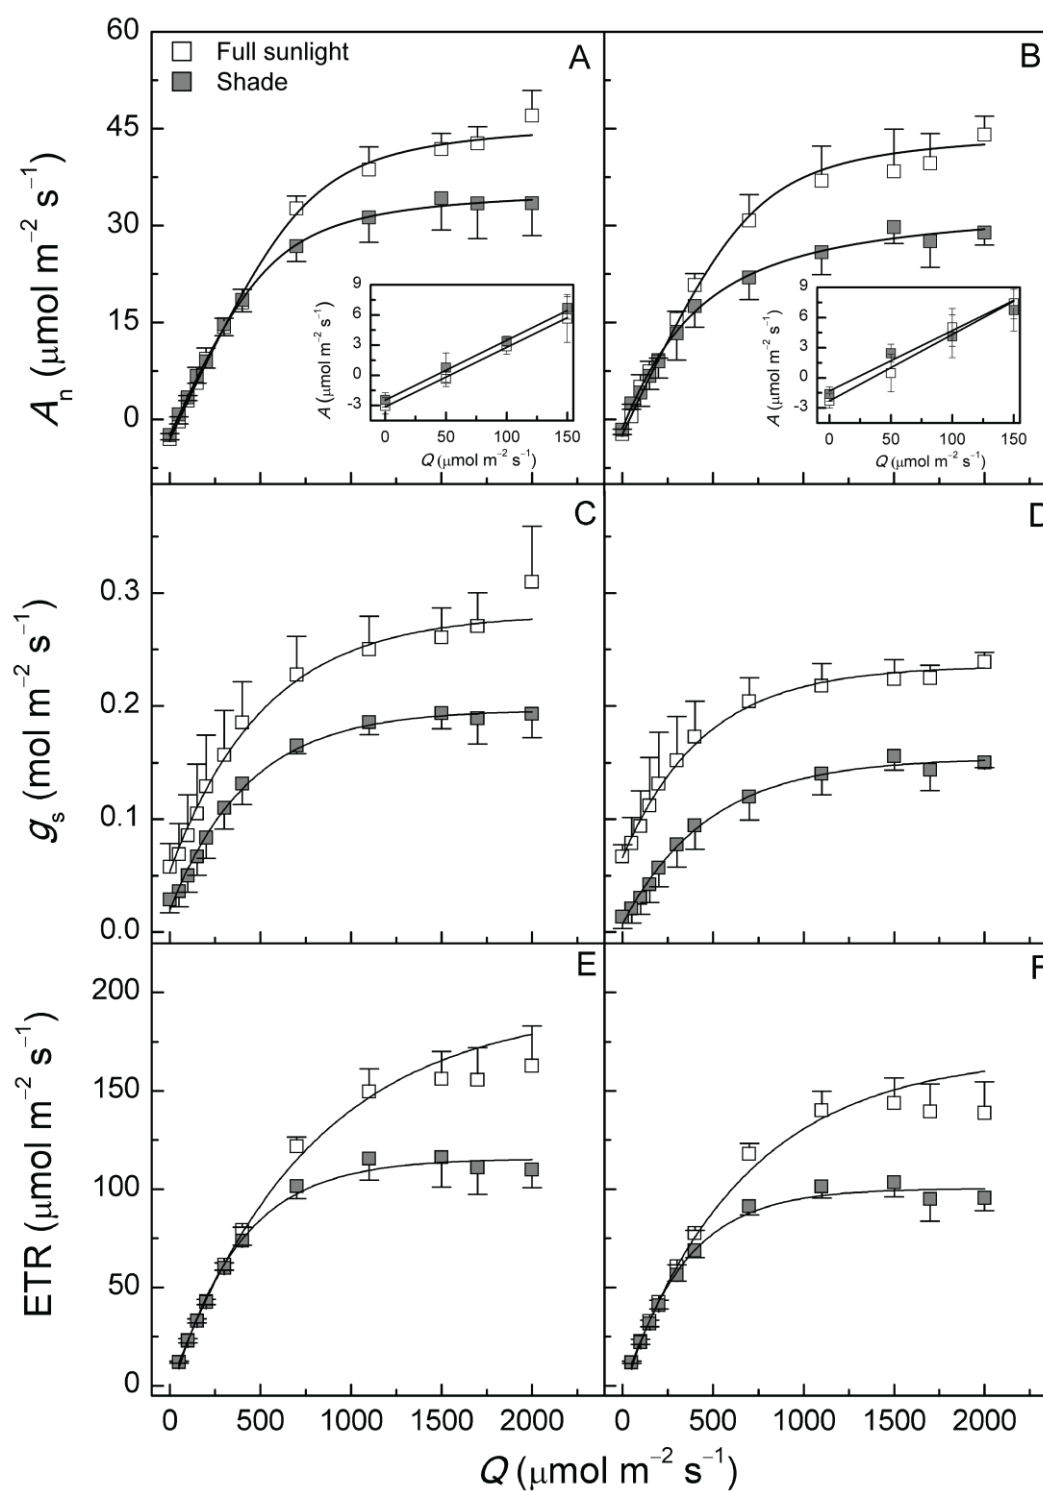 Full sunlight
Shade
A
B
60
45
30
15
0
Aₙ (μmol m⁻² s⁻¹)
9
6
3
0
−3
A (μmol m⁻² s⁻¹)
0 50 100 150
Q (μmol m⁻² s⁻¹)
9
6
3
0
-3
A (μmol m⁻² s⁻¹)
0 50 100 150
Q (μmol m⁻² s⁻¹)
C
D
0.3
0.2
0.1
0.0
gₛ (mol m⁻² s⁻¹)
E
200
150
100
50
0
ETR (μmol m⁻² s⁻¹)
0 500 1000 1500 2000
0 500 1000 1500 2000
Q (μmol m⁻² s⁻¹)